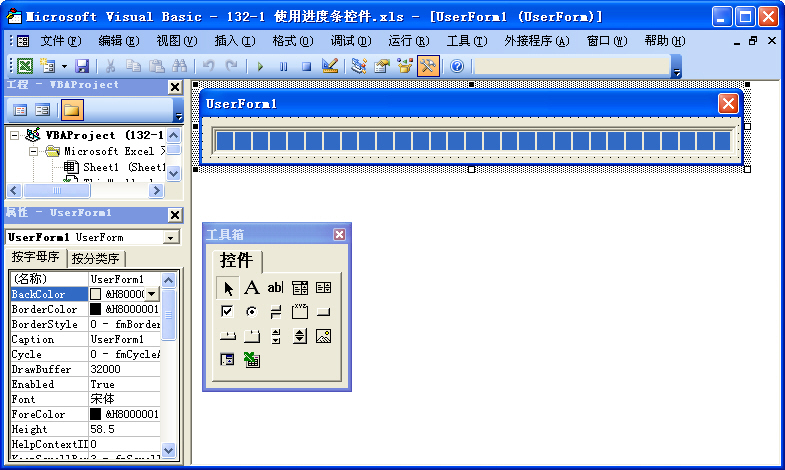 Microsoft Visual Basic - 132-1 使用进度条控件.xls - [UserForm1 (UserForm)]
文件(F) 编辑(E) 视图(V) 插入(I) 格式(O) 调试(D) 运行(R) 工具(T) 外接程序(A) 窗口(W) 帮助(H)
工程 - VBAProject
VBAProject (132-1
Microsoft Excel
Sheet1 (Sheet1
属性 - UserForm1
UserForm1 UserForm
按字母序 按分类序
(名称) UserForm1
BackColor &H8000
BorderColor &H8000001
BorderStyle 0 - fmBorder
Caption UserForm1
Cycle 0 - fmCycleA
DrawBuffer 32000
Enabled True
Font 宋体
ForeColor &H8000001
Height 58.5
HelpContextID 0
UserForm1
工具箱
控件
A ab|
xyz